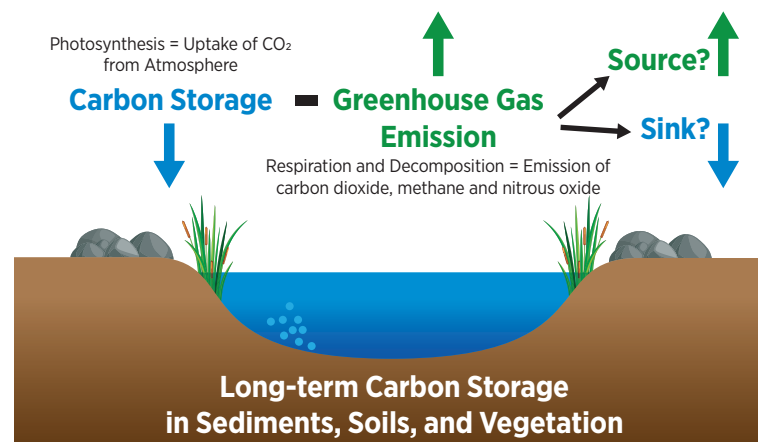 Photosynthesis = Uptake of CO₂
from Atmosphere
Carbon Storage
Greenhouse Gas
Emission
Respiration and Decomposition = Emission of
carbon dioxide, methane and nitrous oxide
Source?
Sink?
Long-term Carbon Storage
in Sediments, Soils, and Vegetation